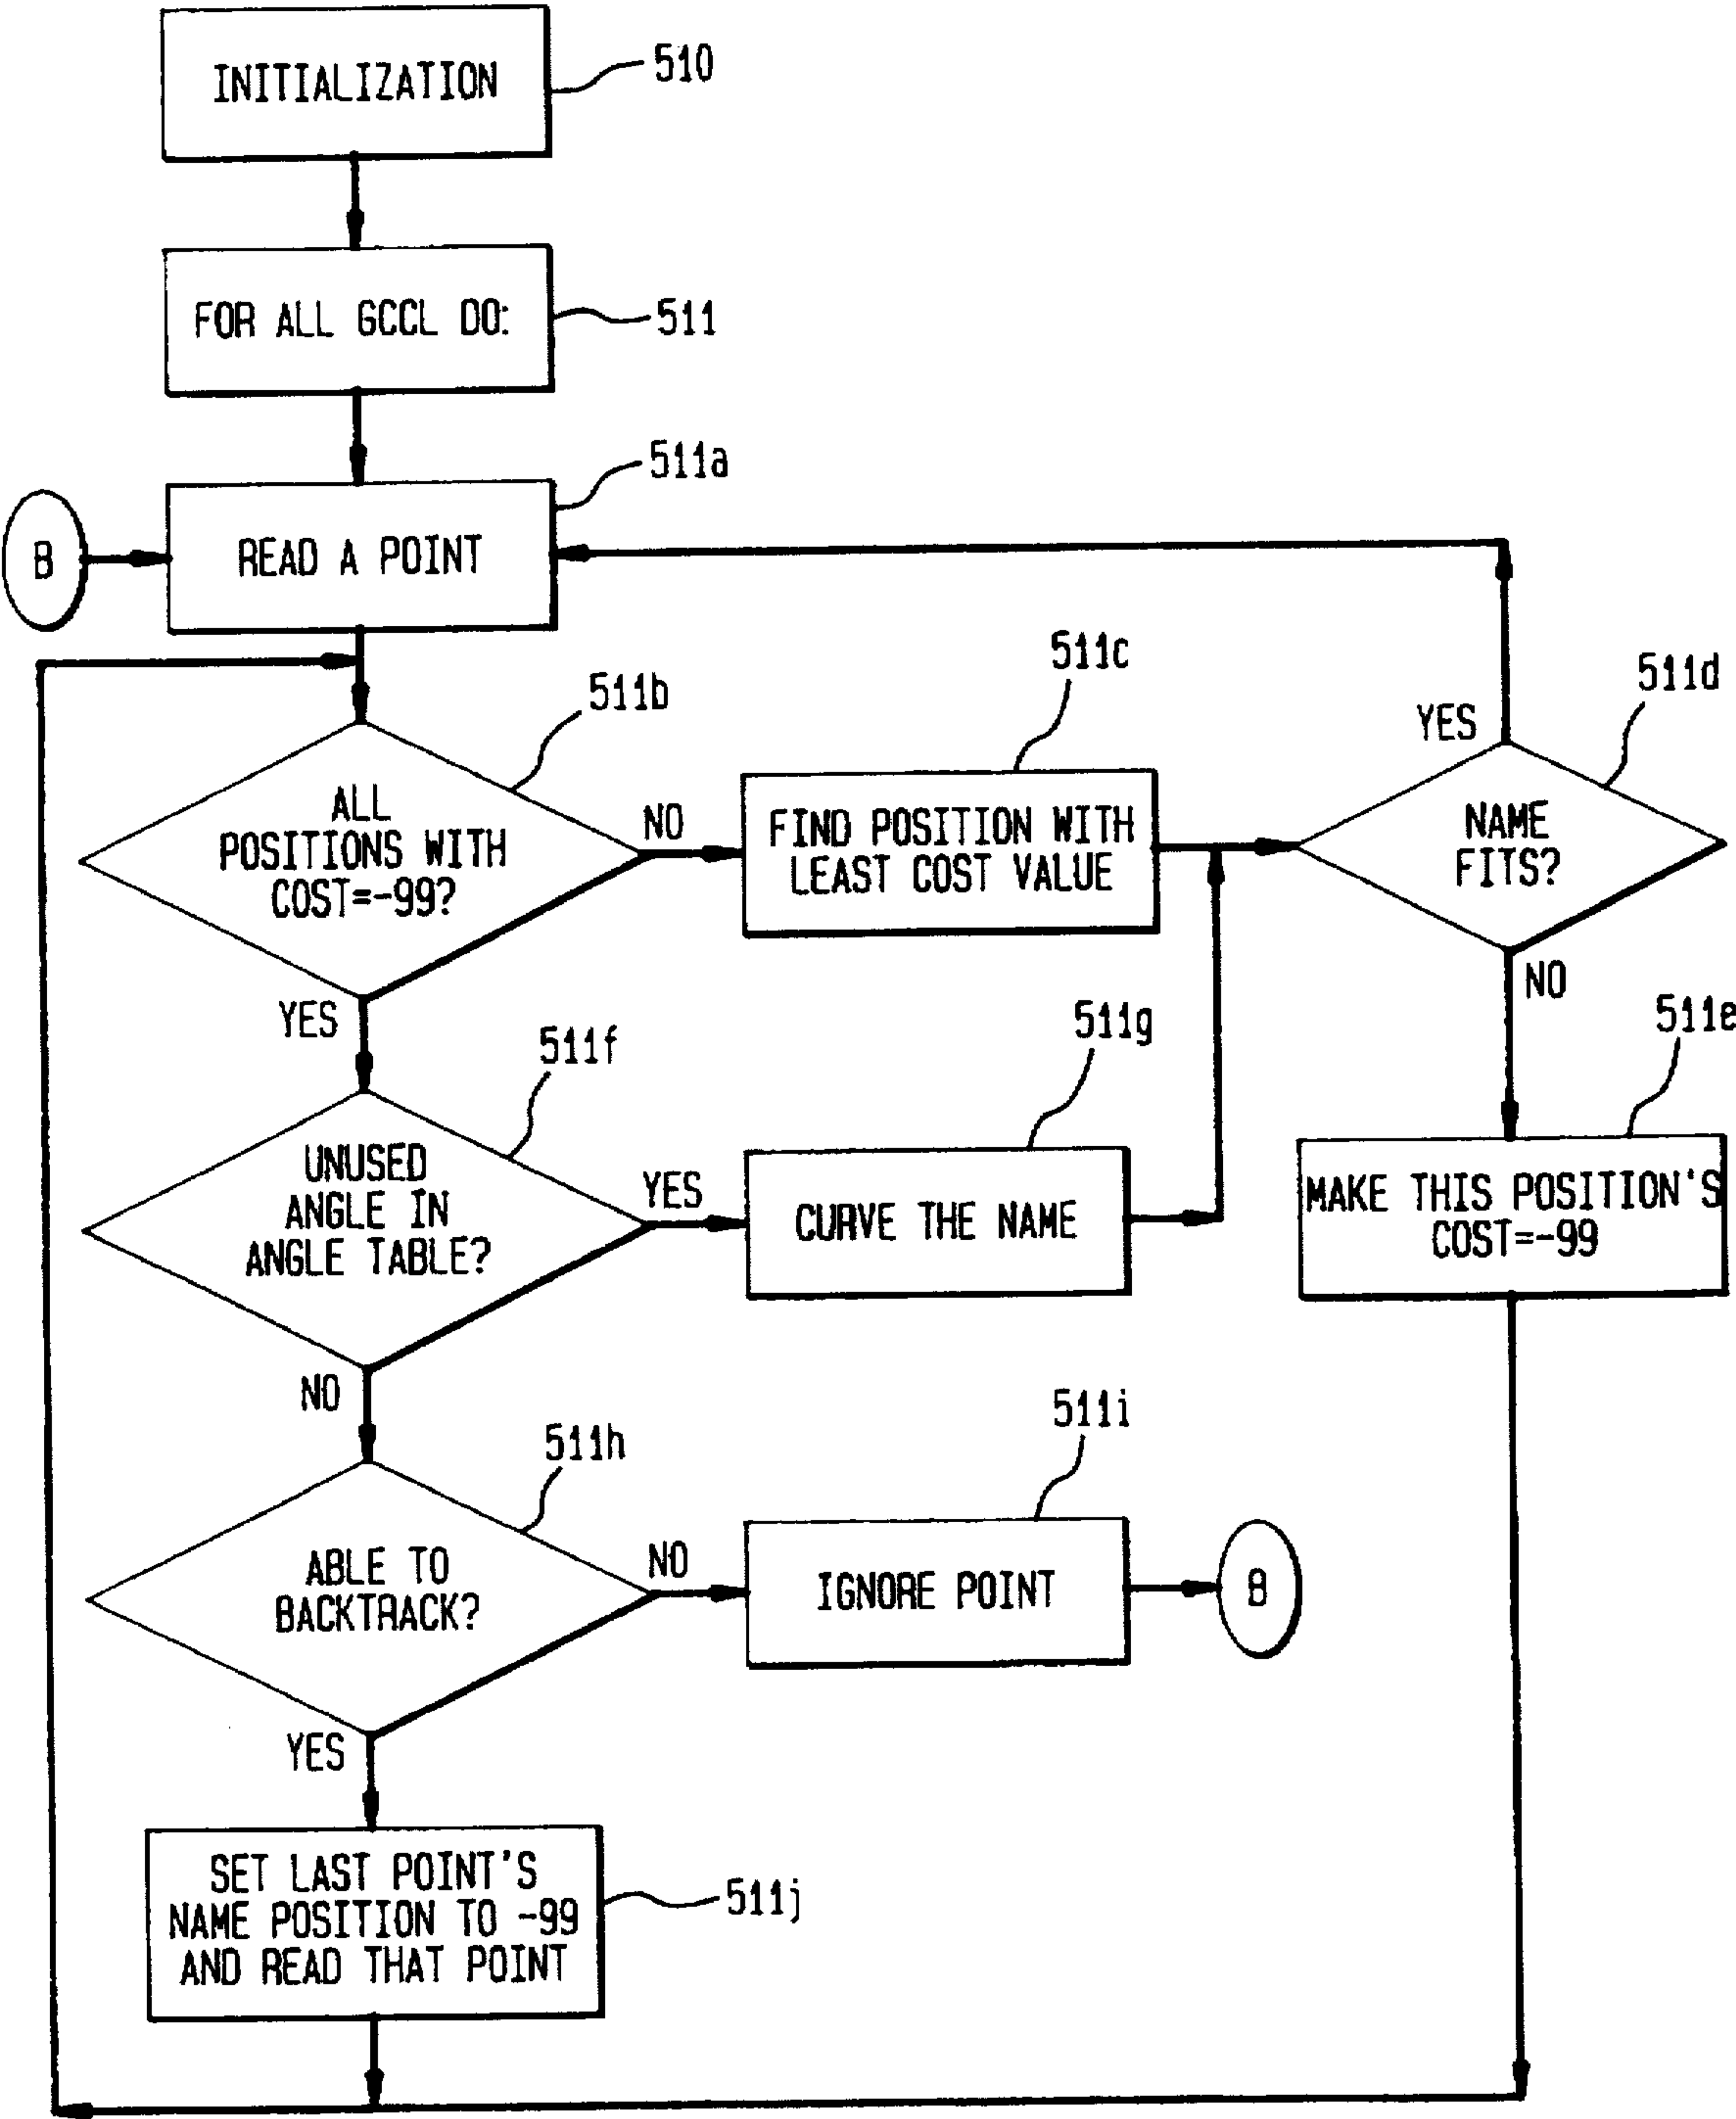 INITIALIZATION
510
FOR ALL GCCL DO:
511
511a
B
READ A POINT
511b
511c
511d
ALL
POSITIONS WITH
COST=-99?
NO
FIND POSITION WITH
LEAST COST VALUE
YES
NAME
FITS?
NO
YES
511e
511f
511g
UNUSED
ANGLE IN
ANGLE TABLE?
YES
CURVE THE NAME
MAKE THIS POSITION'S
COST=-99
NO
511h
511i
ABLE TO
BACKTRACK?
NO
IGNORE POINT
B
YES
SET LAST POINT'S
NAME POSITION TO -99
AND READ THAT POINT
511j